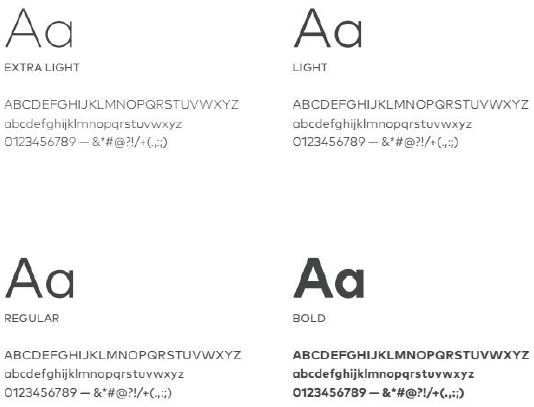 Aa
EXTRA LIGHT
ABCDEFGHIJKLMNOPQRSTUVWXYZ
abcdefghijklmnopqrstuvwxyz
0123456789 — &*#@?!/+(.,:;)
Aa
LIGHT
ABCDEFGHIJKLMNOPQRSTUVWXYZ
abcdefghijklmnopqrstuvwxyz
0123456789 — &*#@?!/+(.,:;)
Aa
REGULAR
ABCDEFGHIJKLMNOPQRSTUVWXYZ
abcdefghijklmnopqrstuvwxyz
0123456789 — &*#@?!/+(.,:;)
Aa
BOLD
ABCDEFGHIJKLMNOPQRSTUVWXYZ
abcdefghijklmnopqrstuvwxyz
0123456789 — &*#@?!/+(.,:;)